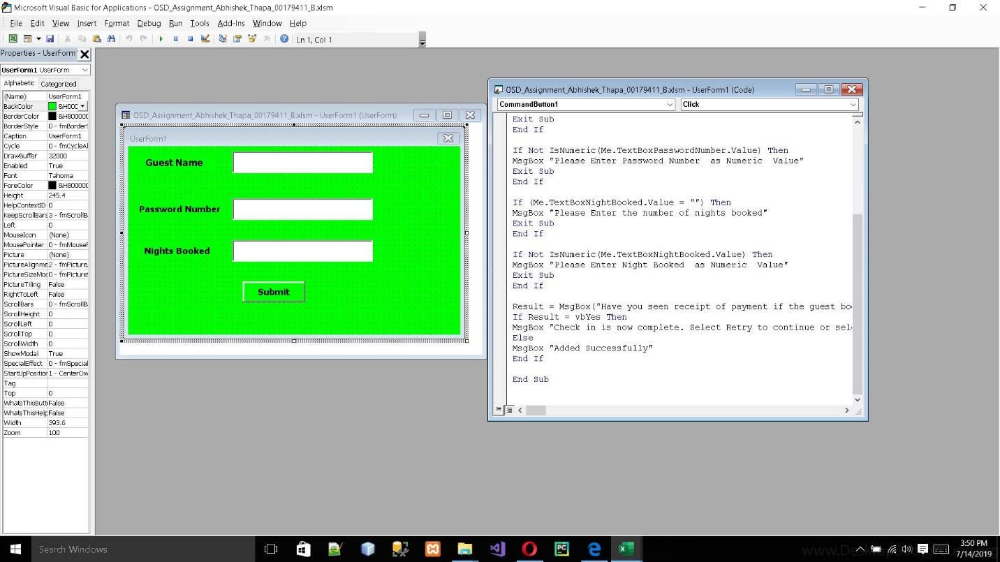 Microsoft Visual Basic for Applications - OSD_Assignment_Abhishek_Thapa_00179411_B.xlsm
File Edit View Insert Format Debug Run Tools Add-Ins Window Help
Ln 1, Col 1
Properties - UserForm1
UserForm1 UserForm
Alphabetic Categorized
(Name) UserForm1
BackColor &H00C
BorderColor &H800000
BorderStyle 0 - fmBorderS
Caption UserForm1
Cycle 0 - fmCycleAl
DrawBuffer 32000
Enabled True
Font Tahoma
ForeColor &H800000
Height 245.4
HelpContextID 0
KeepScrollBars 3 - fmScrollB
Left 0
MouseIcon (None)
MousePointer 0 - fmMouseP
Picture (None)
PictureAlignme 2 - fmPictureA
PictureSizeMod 0 - fmPictureS
PictureTiling False
RightToLeft False
ScrollBars 0 - fmScrollB
ScrollHeight 0
ScrollLeft 0
ScrollTop 0
ScrollWidth 0
ShowModal True
SpecialEffect 0 - fmSpecial
StartUpPosition 1 - CenterOw
Tag
Top 0
WhatsThisButt False
WhatsThisHelp False
Width 393.6
Zoom 100
OSD_Assignment_Abhishek_Thapa_00179411_B.xlsm - UserForm1 (UserForm)
UserForm1
Guest Name
Password Number
Nights Booked
Submit
OSD_Assignment_Abhishek_Thapa_00179411_B.xlsm - UserForm1 (Code)
CommandButton1 Click
Exit Sub
End If
If Not IsNumeric(Me.TextBoxPasswordNumber.Value) Then
MsgBox "Please Enter Password Number  as Numeric  Value"
Exit Sub
End If
If (Me.TextBoxNightBooked.Value = "") Then
MsgBox "Please Enter the number of nights booked"
Exit Sub
End If
If Not IsNumeric(Me.TextBoxNightBooked.Value) Then
MsgBox "Please Enter Night Booked  as Numeric  Value"
Exit Sub
End If
Result = MsgBox("Have you seen receipt of payment if the guest bo
If Result = vbYes Then
MsgBox "Check in is now complete. Select Retry to continue or sel
Else
MsgBox "Added Successfully"
End If
End Sub
Search Windows
PC
3:50 PM
7/14/2019